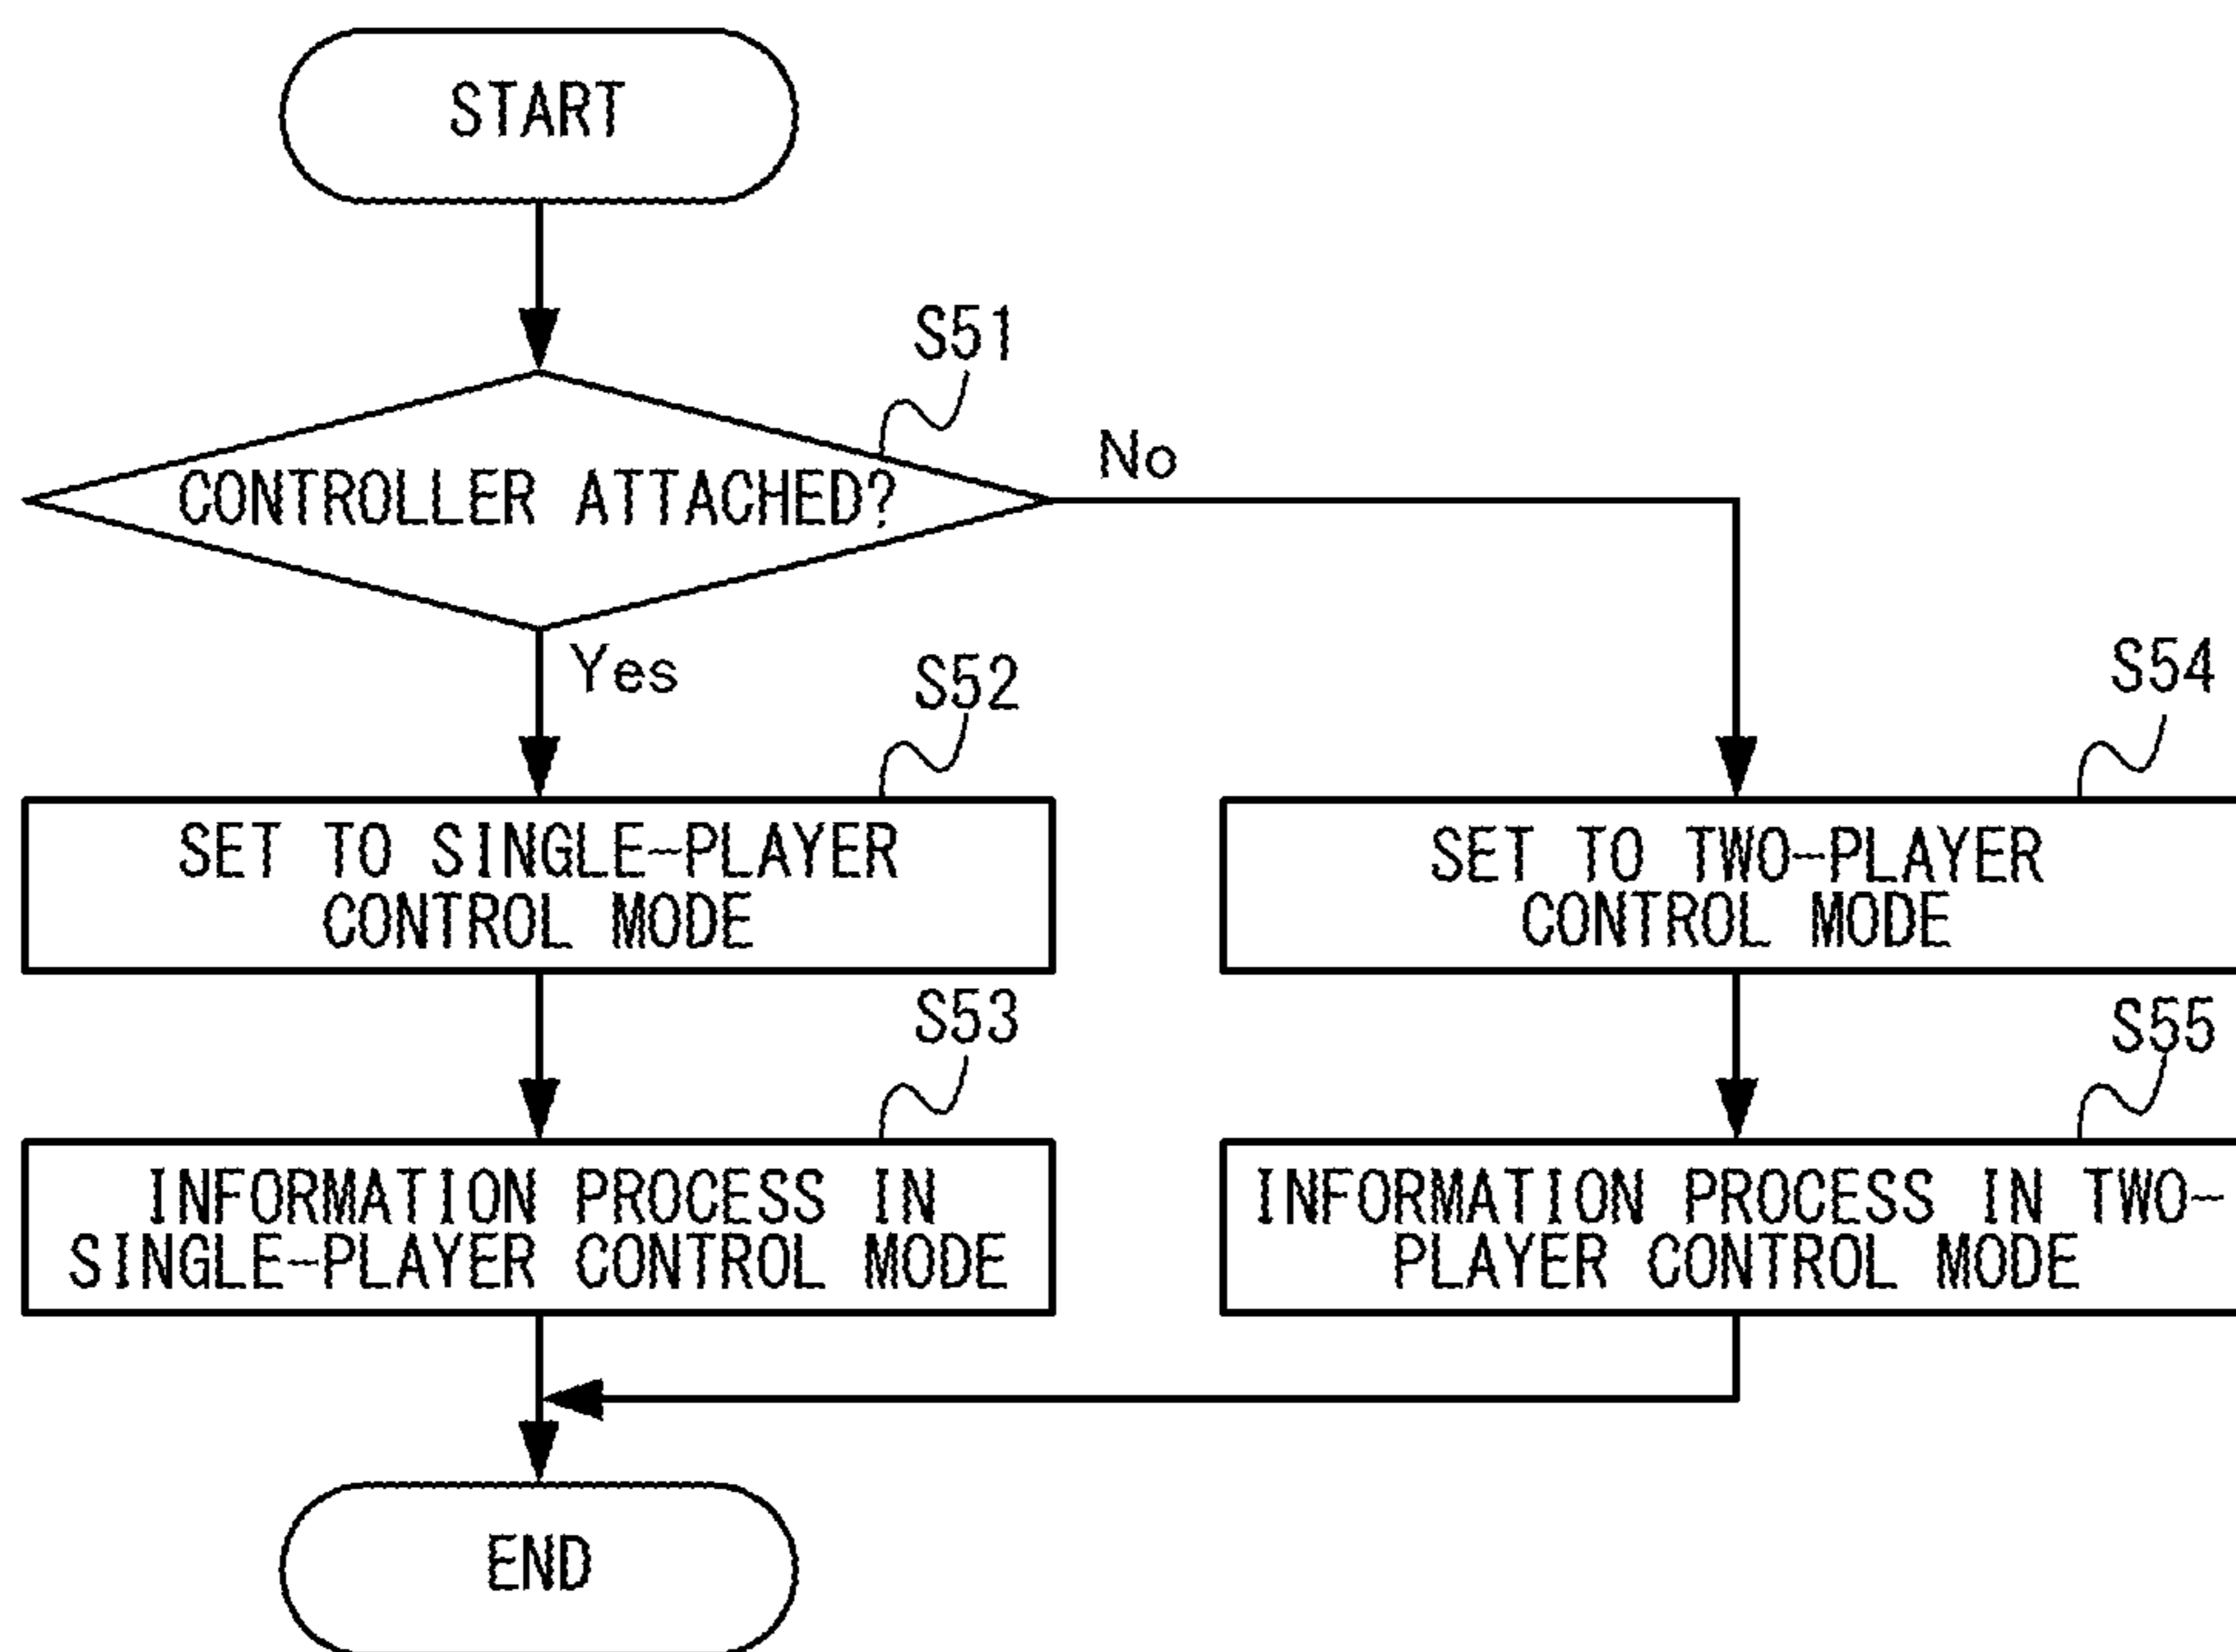 START
S51
CONTROLLER ATTACHED?
No
Yes
S52
SET TO SINGLE-PLAYER
CONTROL MODE
S53
INFORMATION PROCESS IN
SINGLE-PLAYER CONTROL MODE
S54
SET TO TWO-PLAYER
CONTROL MODE
S55
INFORMATION PROCESS IN TWO-
PLAYER CONTROL MODE
END